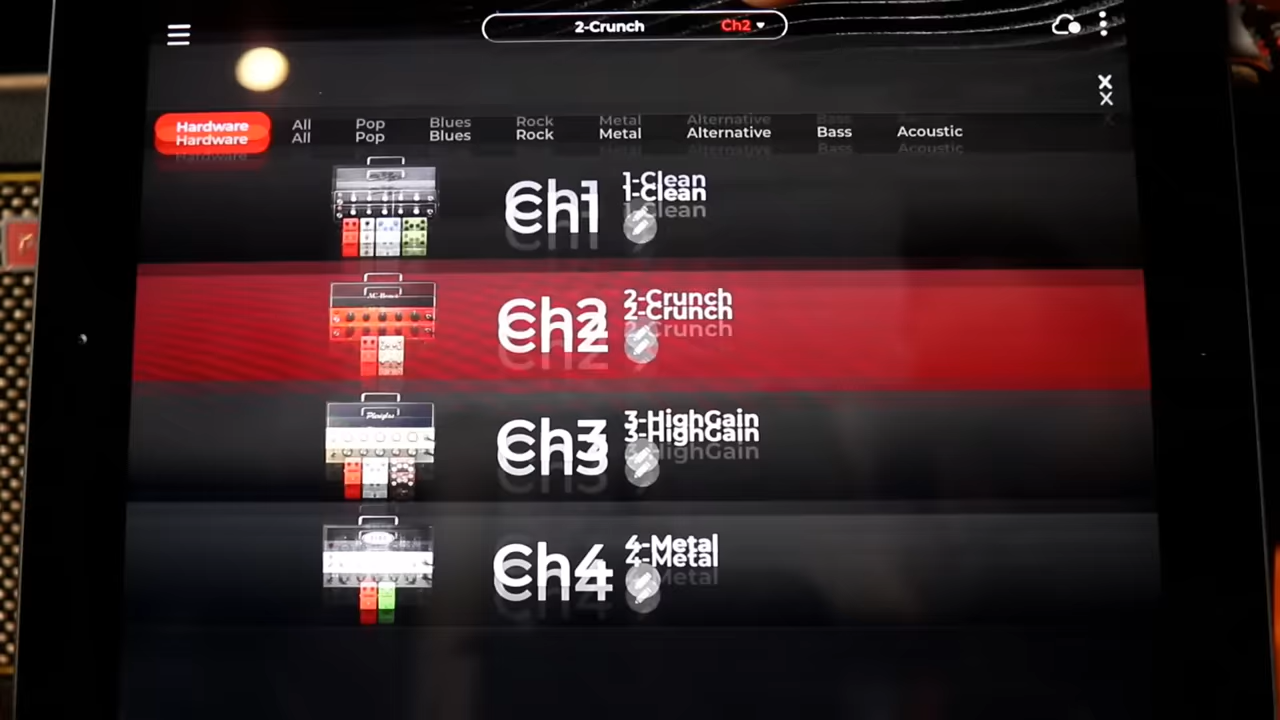 2-Crunch Ch2
Hardware All Pop Blues Rock Metal Alternative Bass Acoustic
Ch1 1-Clean
Ch2 2-Crunch
Ch3 3-HighGain
Ch4 4-Metal